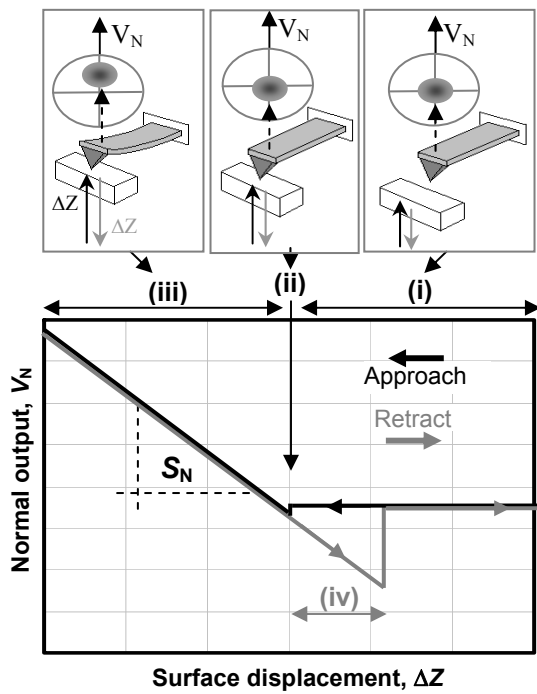 V_N
V_N
V_N
ΔZ
ΔZ
(iii)
(ii)
(i)
Approach
Retract
S_N
(iv)
Normal output, V_N
Surface displacement, ΔZ